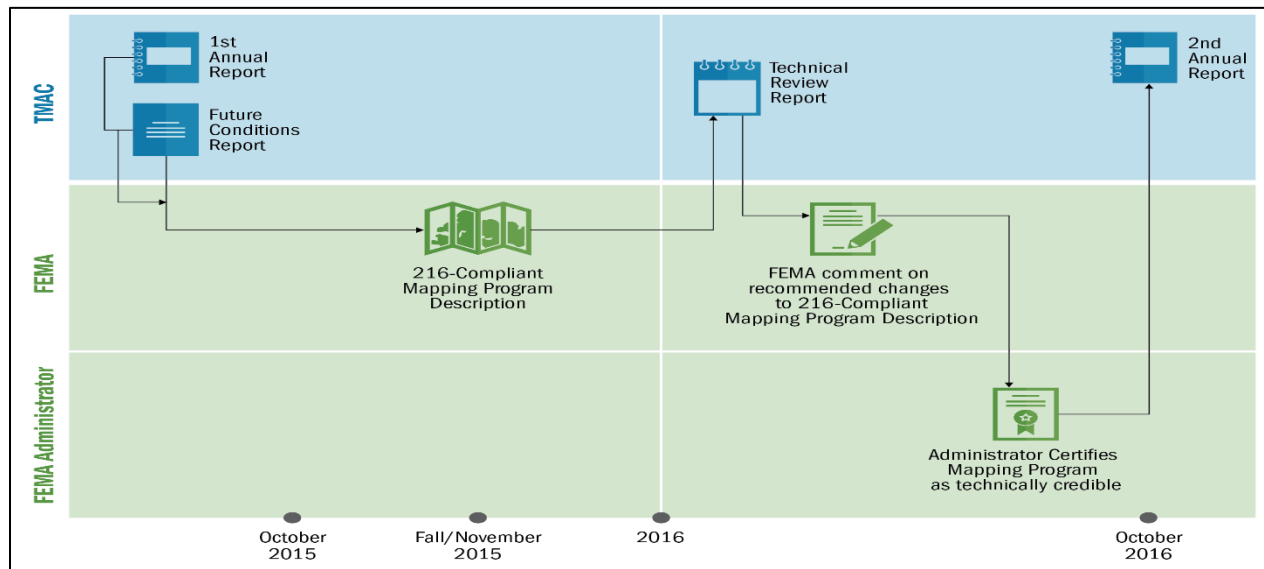 TMAC
1st
Annual
Report
Future
Conditions
Report
Technical
Review
Report
2nd
Annual
Report
FEMA
216-Compliant
Mapping Program
Description
FEMA comment on
recommended changes
to 216-Compliant
Mapping Program Description
FEMA Administrator
Administrator Certifies
Mapping Program
as technically credible
October
2015
Fall/November
2015
2016
October
2016